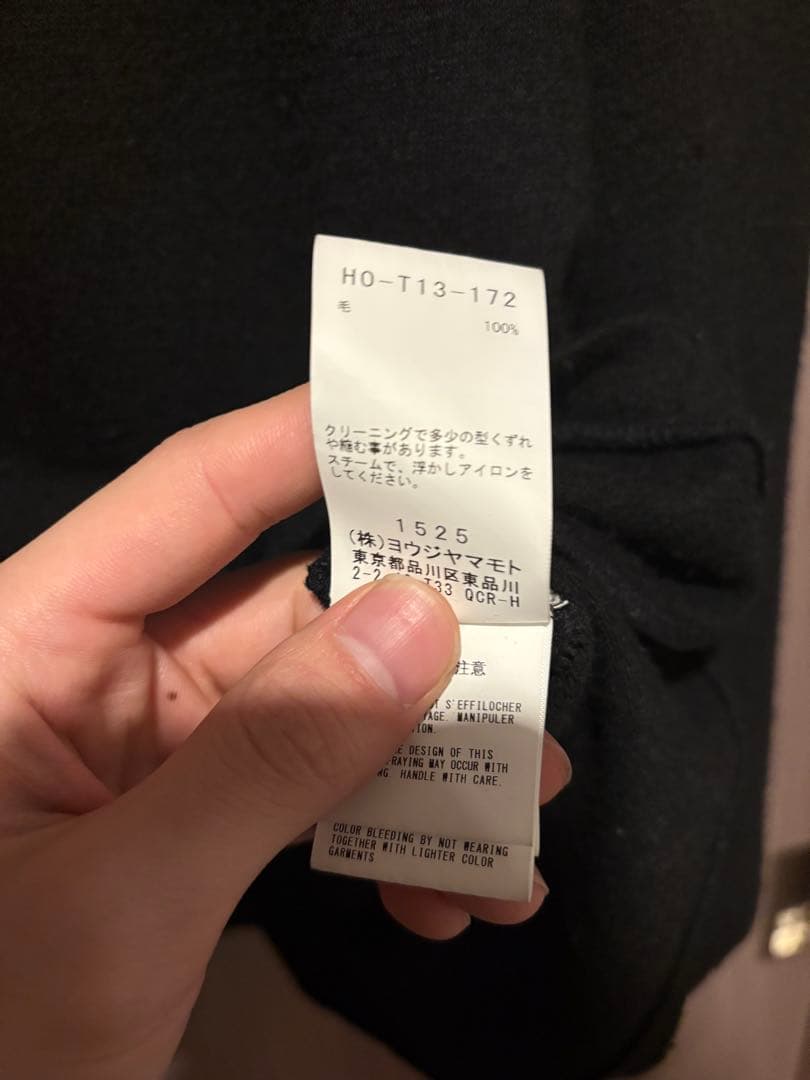 HO-T13-172
毛
100%
クリーニングで多少の型くずれ
や縮む事があります。
スチームで、浮かしアイロンを
してください。
1525
(株)ヨウジヤマモト
東京都品川区東品川
2-2 T33 QCR-H
注意
S'EFFILOCHER
MANIPULER
DESIGN OF THIS
MAY OCCUR WITH
HANDLE WITH CARE.
COLOR BLEEDING BY NOT WEARING
TOGETHER WITH LIGHTER COLOR
GARMENTS